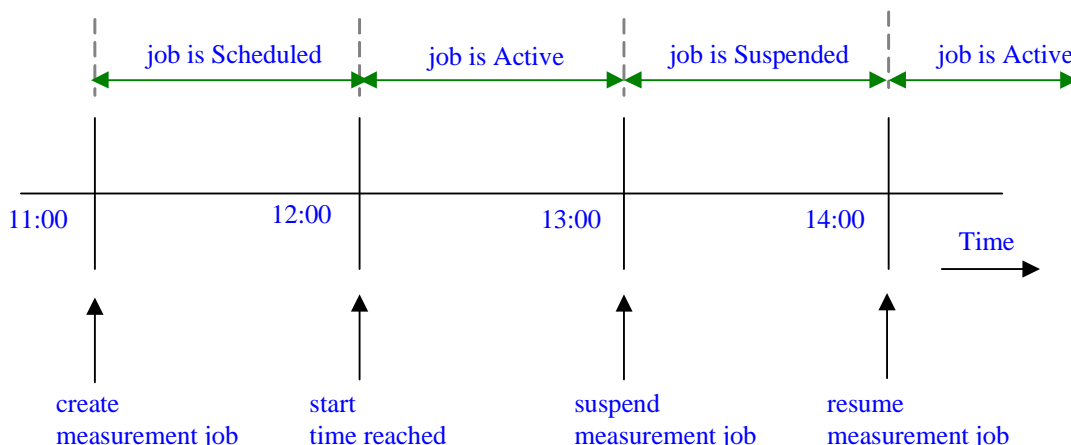 job is Scheduled
job is Active
job is Suspended
job is Active
11:00
12:00
13:00
14:00
Time
create
measurement job
start
time reached
suspend
measurement job
resume
measurement job